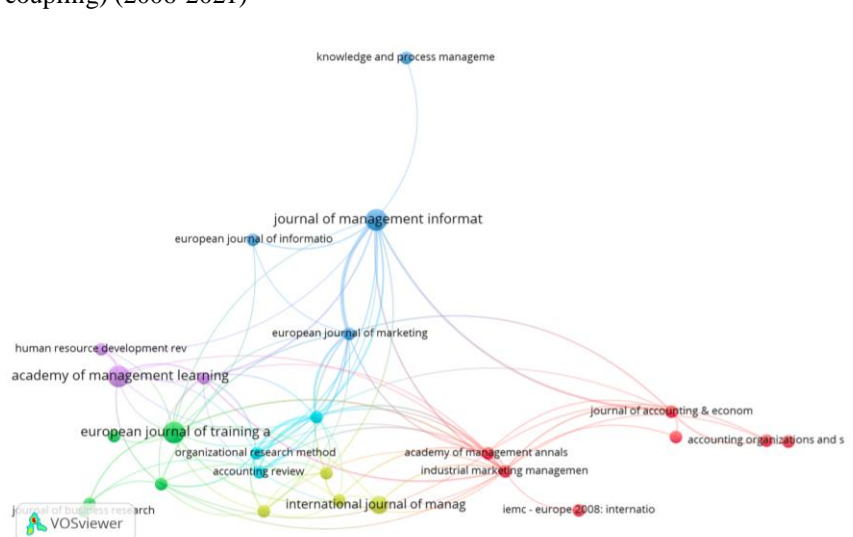 coupling) (2008-2021)
knowledge and process manageme
journal of management informat
european journal of informatio
european journal of marketing
human resource development rev
academy of management learning
journal of accounting & econom
european journal of training a
accounting organizations and s
organizational research method
academy of management annals
accounting review
industrial marketing managemen
international journal of manag
journal of business research
iemc - europe 2008: internatio
VOSviewer